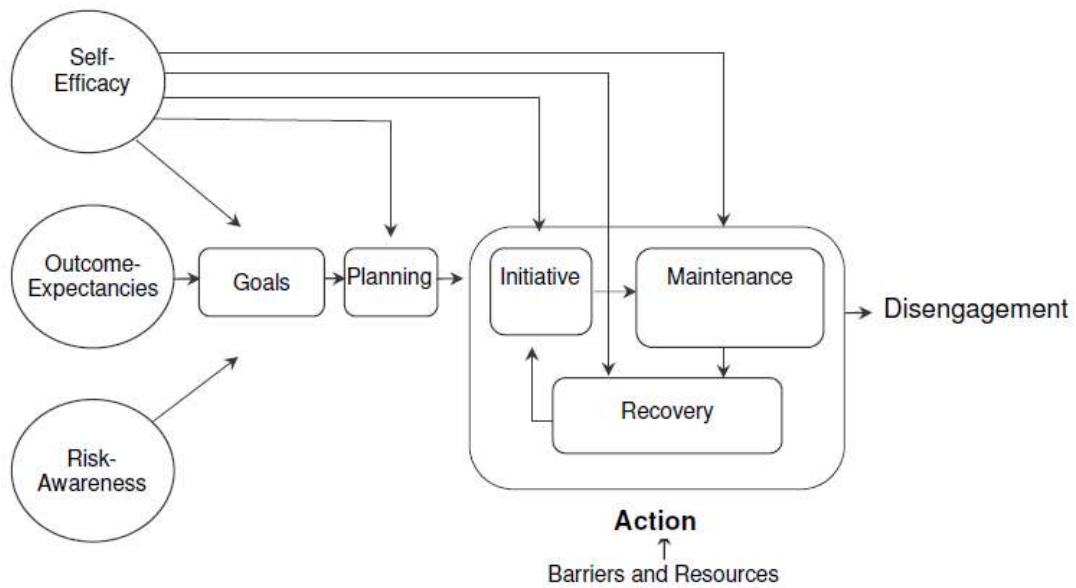 Self-
Efficacy
Outcome-
Expectancies
Goals
Planning
Initiative
Maintenance
Disengagement
Recovery
Risk-
Awareness
Action
Barriers and Resources